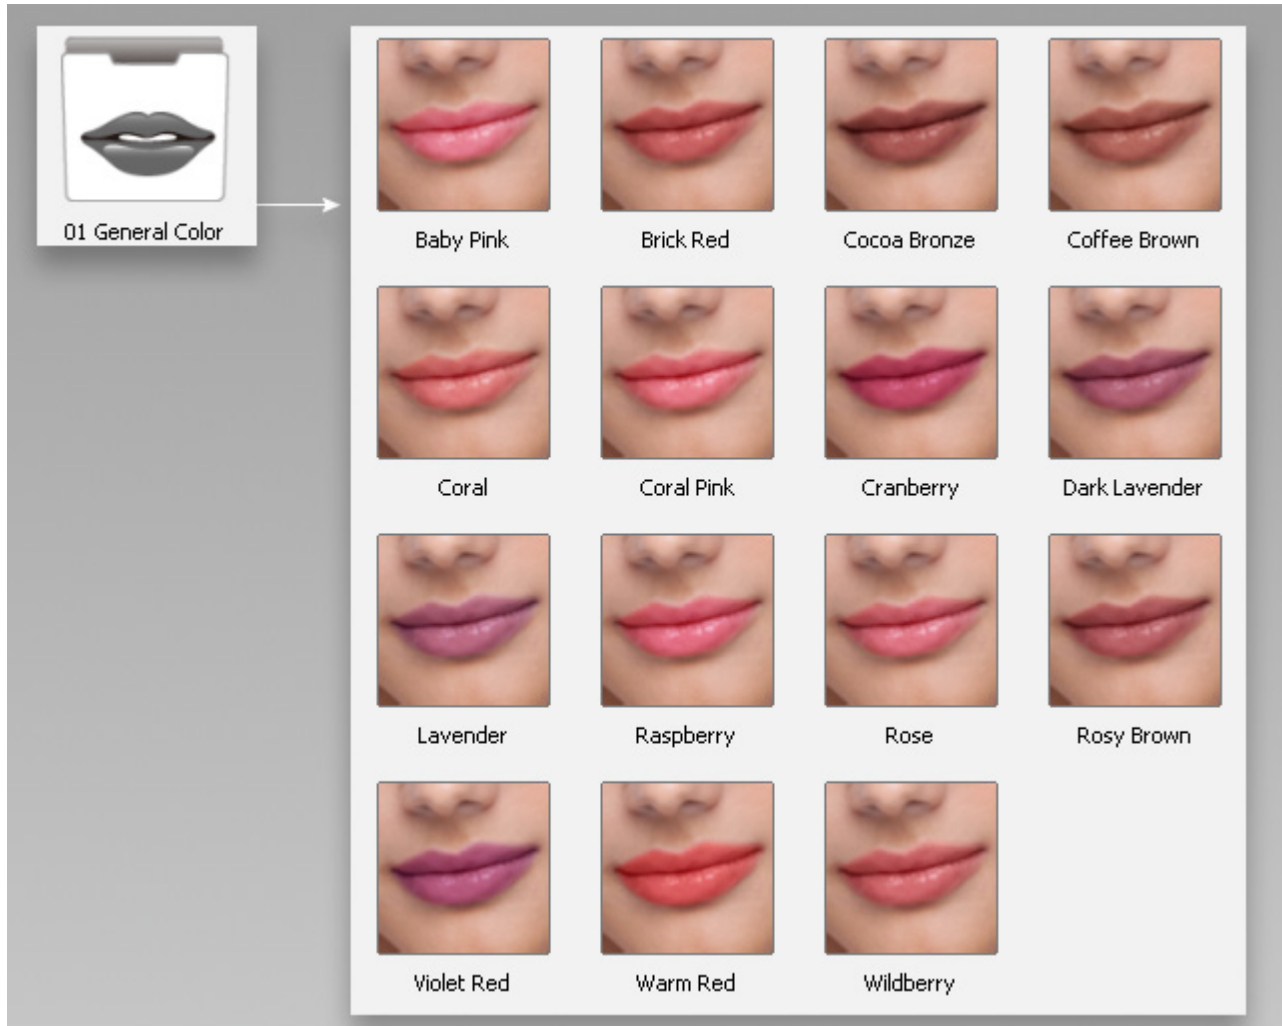 01 General Color
Baby Pink
Brick Red
Cocoa Bronze
Coffee Brown
Coral
Coral Pink
Cranberry
Dark Lavender
Lavender
Raspberry
Rose
Rosy Brown
Violet Red
Warm Red
Wildberry